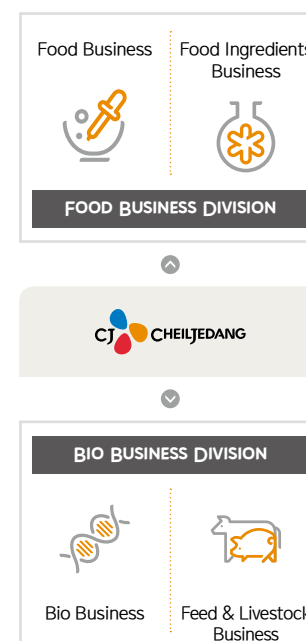 Food Business
Food Ingredients
Business
FOOD BUSINESS DIVISION
CJ CHEILJEDANG
BIO BUSINESS DIVISION
Bio Business
Feed & Livestock
Business